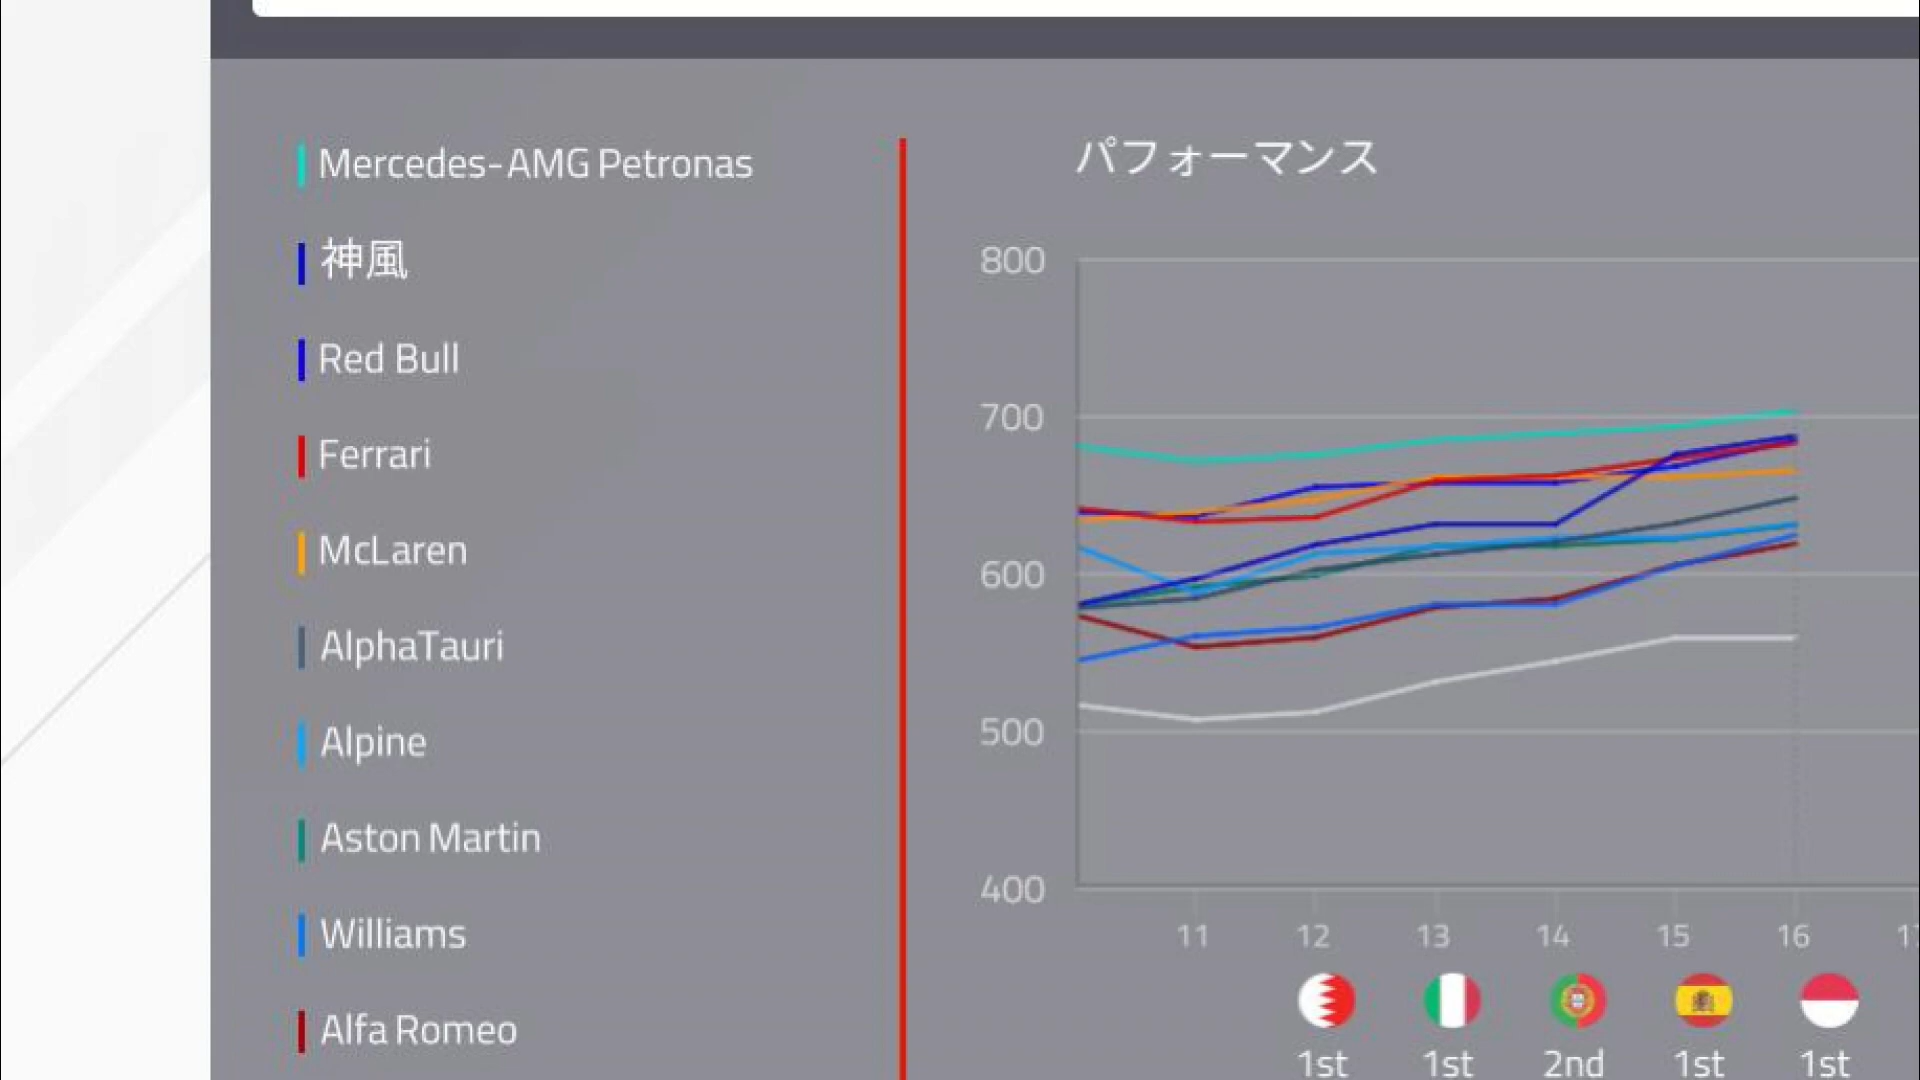 Mercedes-AMG Petronas
神風
Red Bull
Ferrari
McLaren
AlphaTauri
Alpine
Aston Martin
Williams
Alfa Romeo
パフォーマンス
800
700
600
500
400
11 12 13 14 15 16
1st 1st 2nd 1st 1st